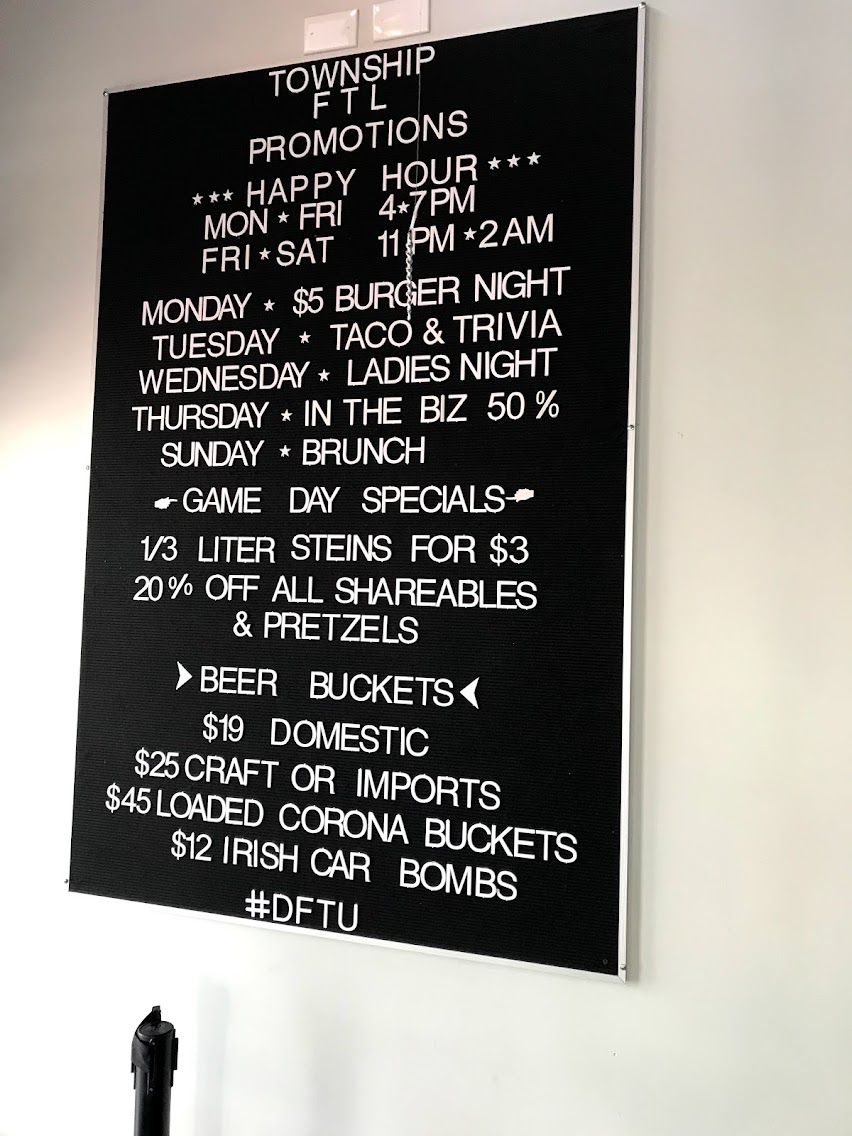 TOWNSHIP
FTL
PROMOTIONS
*** HAPPY HOUR ***
MON * FRI 4*7PM
FRI * SAT 11PM *2AM
MONDAY * $5 BURGER NIGHT
TUESDAY * TACO & TRIVIA
WEDNESDAY * LADIES NIGHT
THURSDAY * IN THE BIZ 50%
SUNDAY * BRUNCH
GAME DAY SPECIALS
1/3 LITER STEINS FOR $3
20% OFF ALL SHAREABLES
& PRETZELS
BEER BUCKETS
$19 DOMESTIC
$25 CRAFT OR IMPORTS
$45 LOADED CORONA BUCKETS
$12 IRISH CAR BOMBS
#DFTU